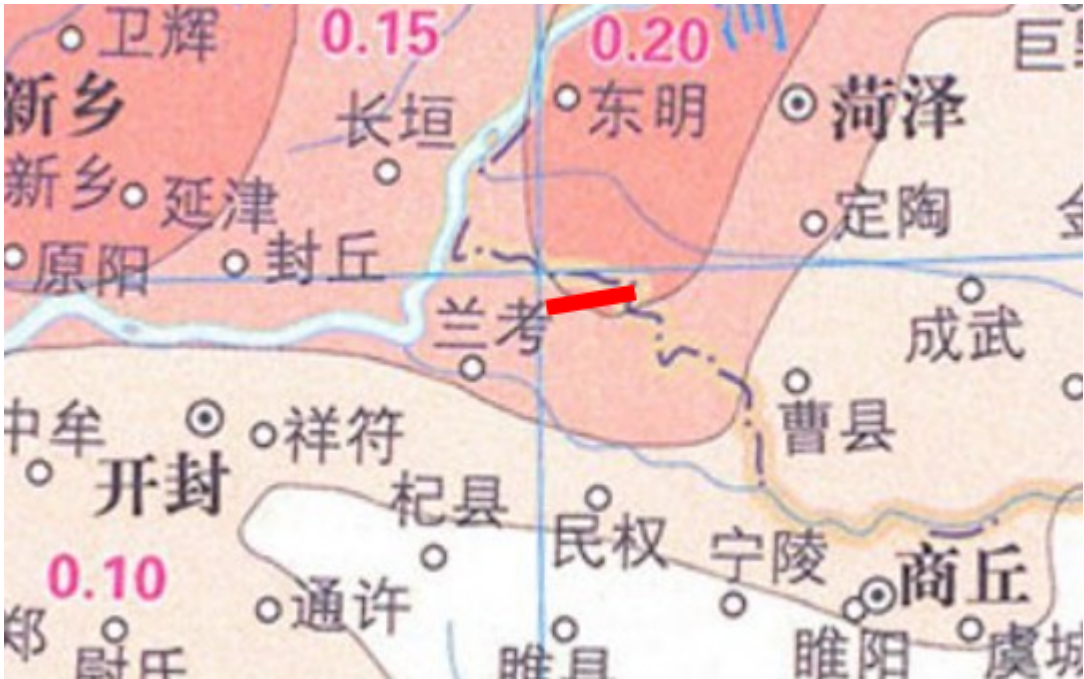 卫辉
0.15
0.20
新乡
长垣
东明
菏泽
新乡
延津
定陶
原阳
封丘
兰考
成武
中牟
祥符
曹县
开封
杞县
民权
宁陵
商丘
0.10
通许
尉氏
睢县
睢阳
虞城